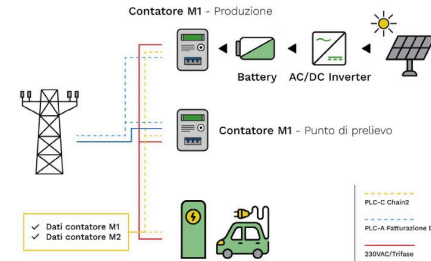 Contatore M1 - Produzione
Battery AC/DC Inverter
Contatore M1 - Punto di prelievo
✓ Dati contatore M1
✓ Dati contatore M2
PLC-C Chain2
PLC-A Fatturazione D
230VAC/Trifase